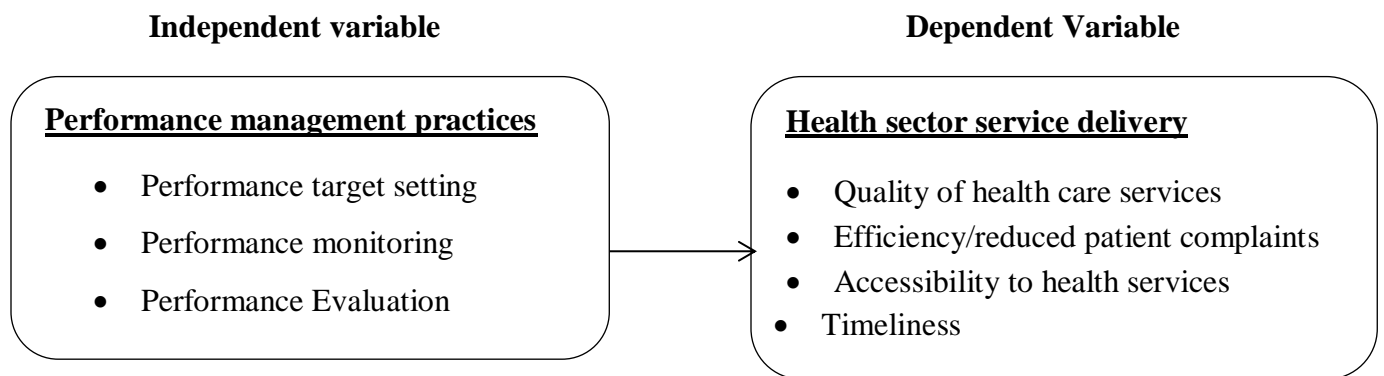 Independent variable
Dependent Variable
Performance management practices
• Performance target setting
• Performance monitoring
• Performance Evaluation
Health sector service delivery
• Quality of health care services
• Efficiency/reduced patient complaints
• Accessibility to health services
• Timeliness